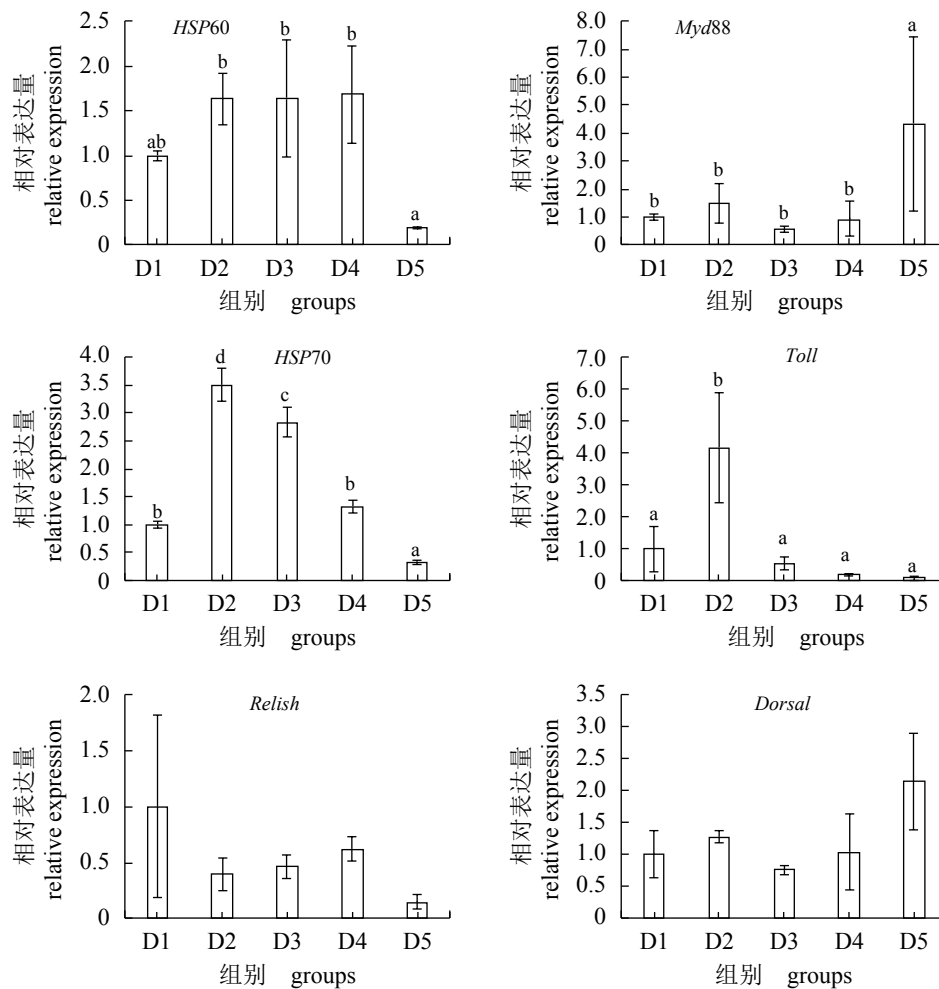 HSP60
相对表达量
relative expression
2.5
2.0
1.5
1.0
0.5
0
ab
b
b
b
a
D1 D2 D3 D4 D5
组别 groups
Myd88
相对表达量
relative expression
8.0
7.0
6.0
5.0
4.0
3.0
2.0
1.0
0
b
b
b
b
a
D1 D2 D3 D4 D5
组别 groups
HSP70
相对表达量
relative expression
4.0
3.5
3.0
2.5
2.0
1.5
1.0
0.5
0
b
d
c
b
a
D1 D2 D3 D4 D5
组别 groups
Toll
相对表达量
relative expression
7.0
6.0
5.0
4.0
3.0
2.0
1.0
0
a
b
a
a
a
D1 D2 D3 D4 D5
组别 groups
Relish
相对表达量
relative expression
2.0
1.5
1.0
0.5
0
D1 D2 D3 D4 D5
组别 groups
Dorsal
相对表达量
relative expression
3.5
3.0
2.5
2.0
1.5
1.0
0.5
0
D1 D2 D3 D4 D5
组别 groups